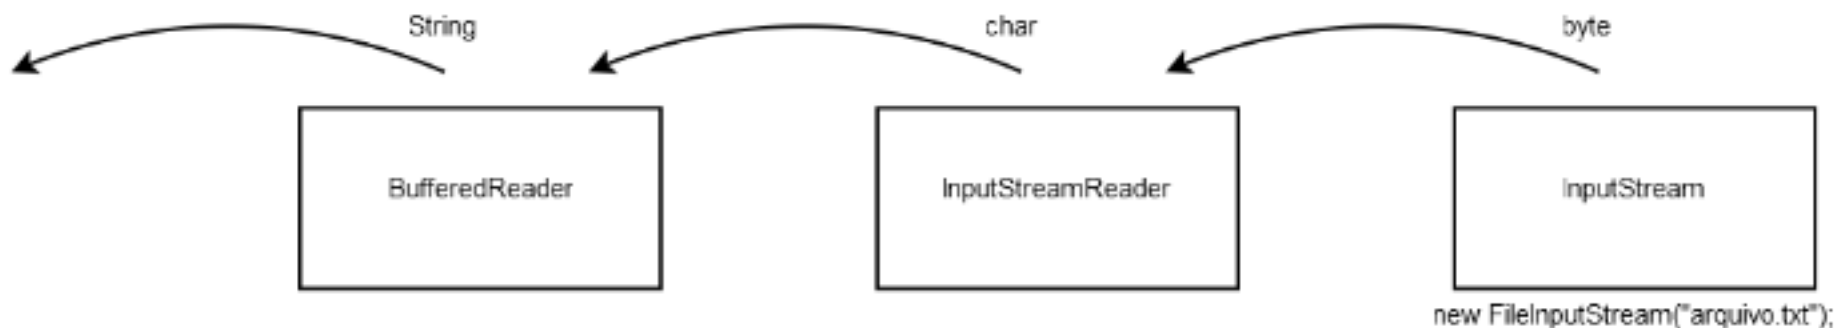 String
char
byte
BufferedReader
InputStreamReader
InputStream
new FileInputStream("arquivo.txt");